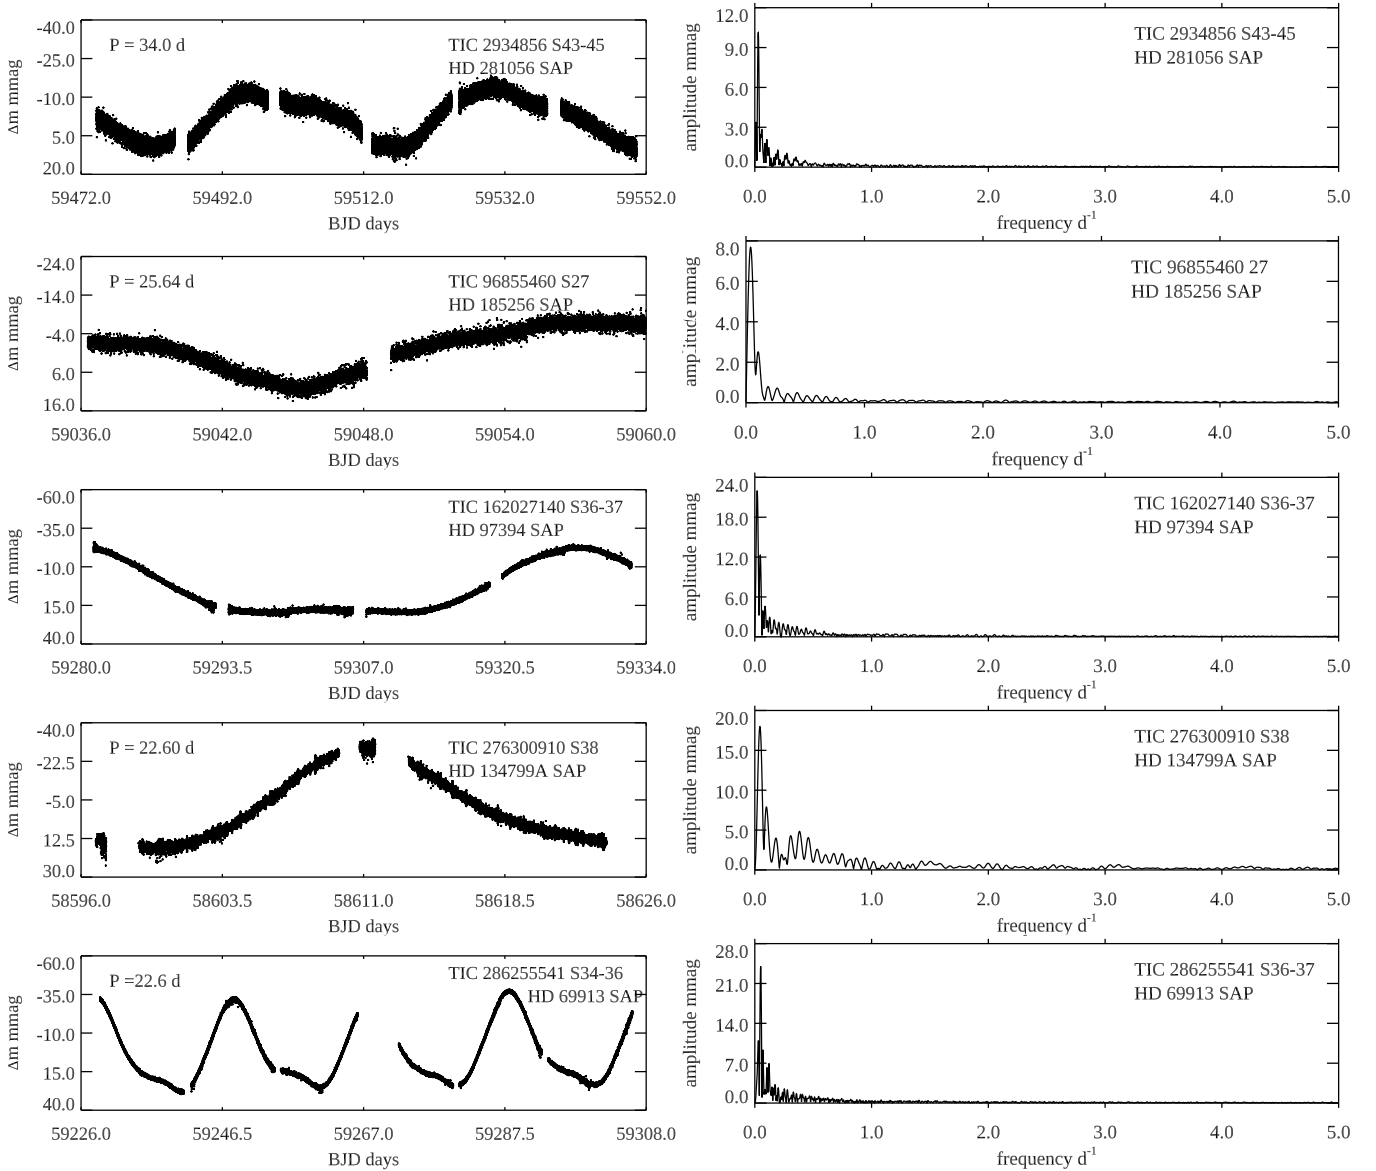 -40.0
-25.0
-10.0
5.0
20.0
Δm mmag
P = 34.0 d
TIC 2934856 S43-45
HD 281056 SAP
59472.0 59492.0 59512.0 59532.0 59552.0
BJD days
12.0
9.0
6.0
3.0
0.0
amplitude mmag
TIC 2934856 S43-45
HD 281056 SAP
0.0 1.0 2.0 3.0 4.0 5.0
frequency d-1
-24.0
-14.0
-4.0
6.0
16.0
Δm mmag
P = 25.64 d
TIC 96855460 S27
HD 185256 SAP
59036.0 59042.0 59048.0 59054.0 59060.0
BJD days
8.0
6.0
4.0
2.0
0.0
amplitude mmag
TIC 96855460 27
HD 185256 SAP
0.0 1.0 2.0 3.0 4.0 5.0
frequency d-1
-60.0
-35.0
-10.0
15.0
40.0
Δm mmag
TIC 162027140 S36-37
HD 97394 SAP
59280.0 59293.5 59307.0 59320.5 59334.0
BJD days
24.0
18.0
12.0
6.0
0.0
amplitude mmag
TIC 162027140 S36-37
HD 97394 SAP
0.0 1.0 2.0 3.0 4.0 5.0
frequency d-1
-40.0
-22.5
-5.0
12.5
30.0
Δm mmag
P = 22.60 d
TIC 276300910 S38
HD 134799A SAP
58596.0 58603.5 58611.0 58618.5 58626.0
BJD days
20.0
15.0
10.0
5.0
0.0
amplitude mmag
TIC 276300910 S38
HD 134799A SAP
0.0 1.0 2.0 3.0 4.0 5.0
frequency d-1
-60.0
-35.0
-10.0
15.0
40.0
Δm mmag
P =22.6 d
TIC 286255541 S34-36
HD 69913 SAP
59226.0 59246.5 59267.0 59287.5 59308.0
BJD days
28.0
21.0
14.0
7.0
0.0
amplitude mmag
TIC 286255541 S36-37
HD 69913 SAP
0.0 1.0 2.0 3.0 4.0 5.0
frequency d-1